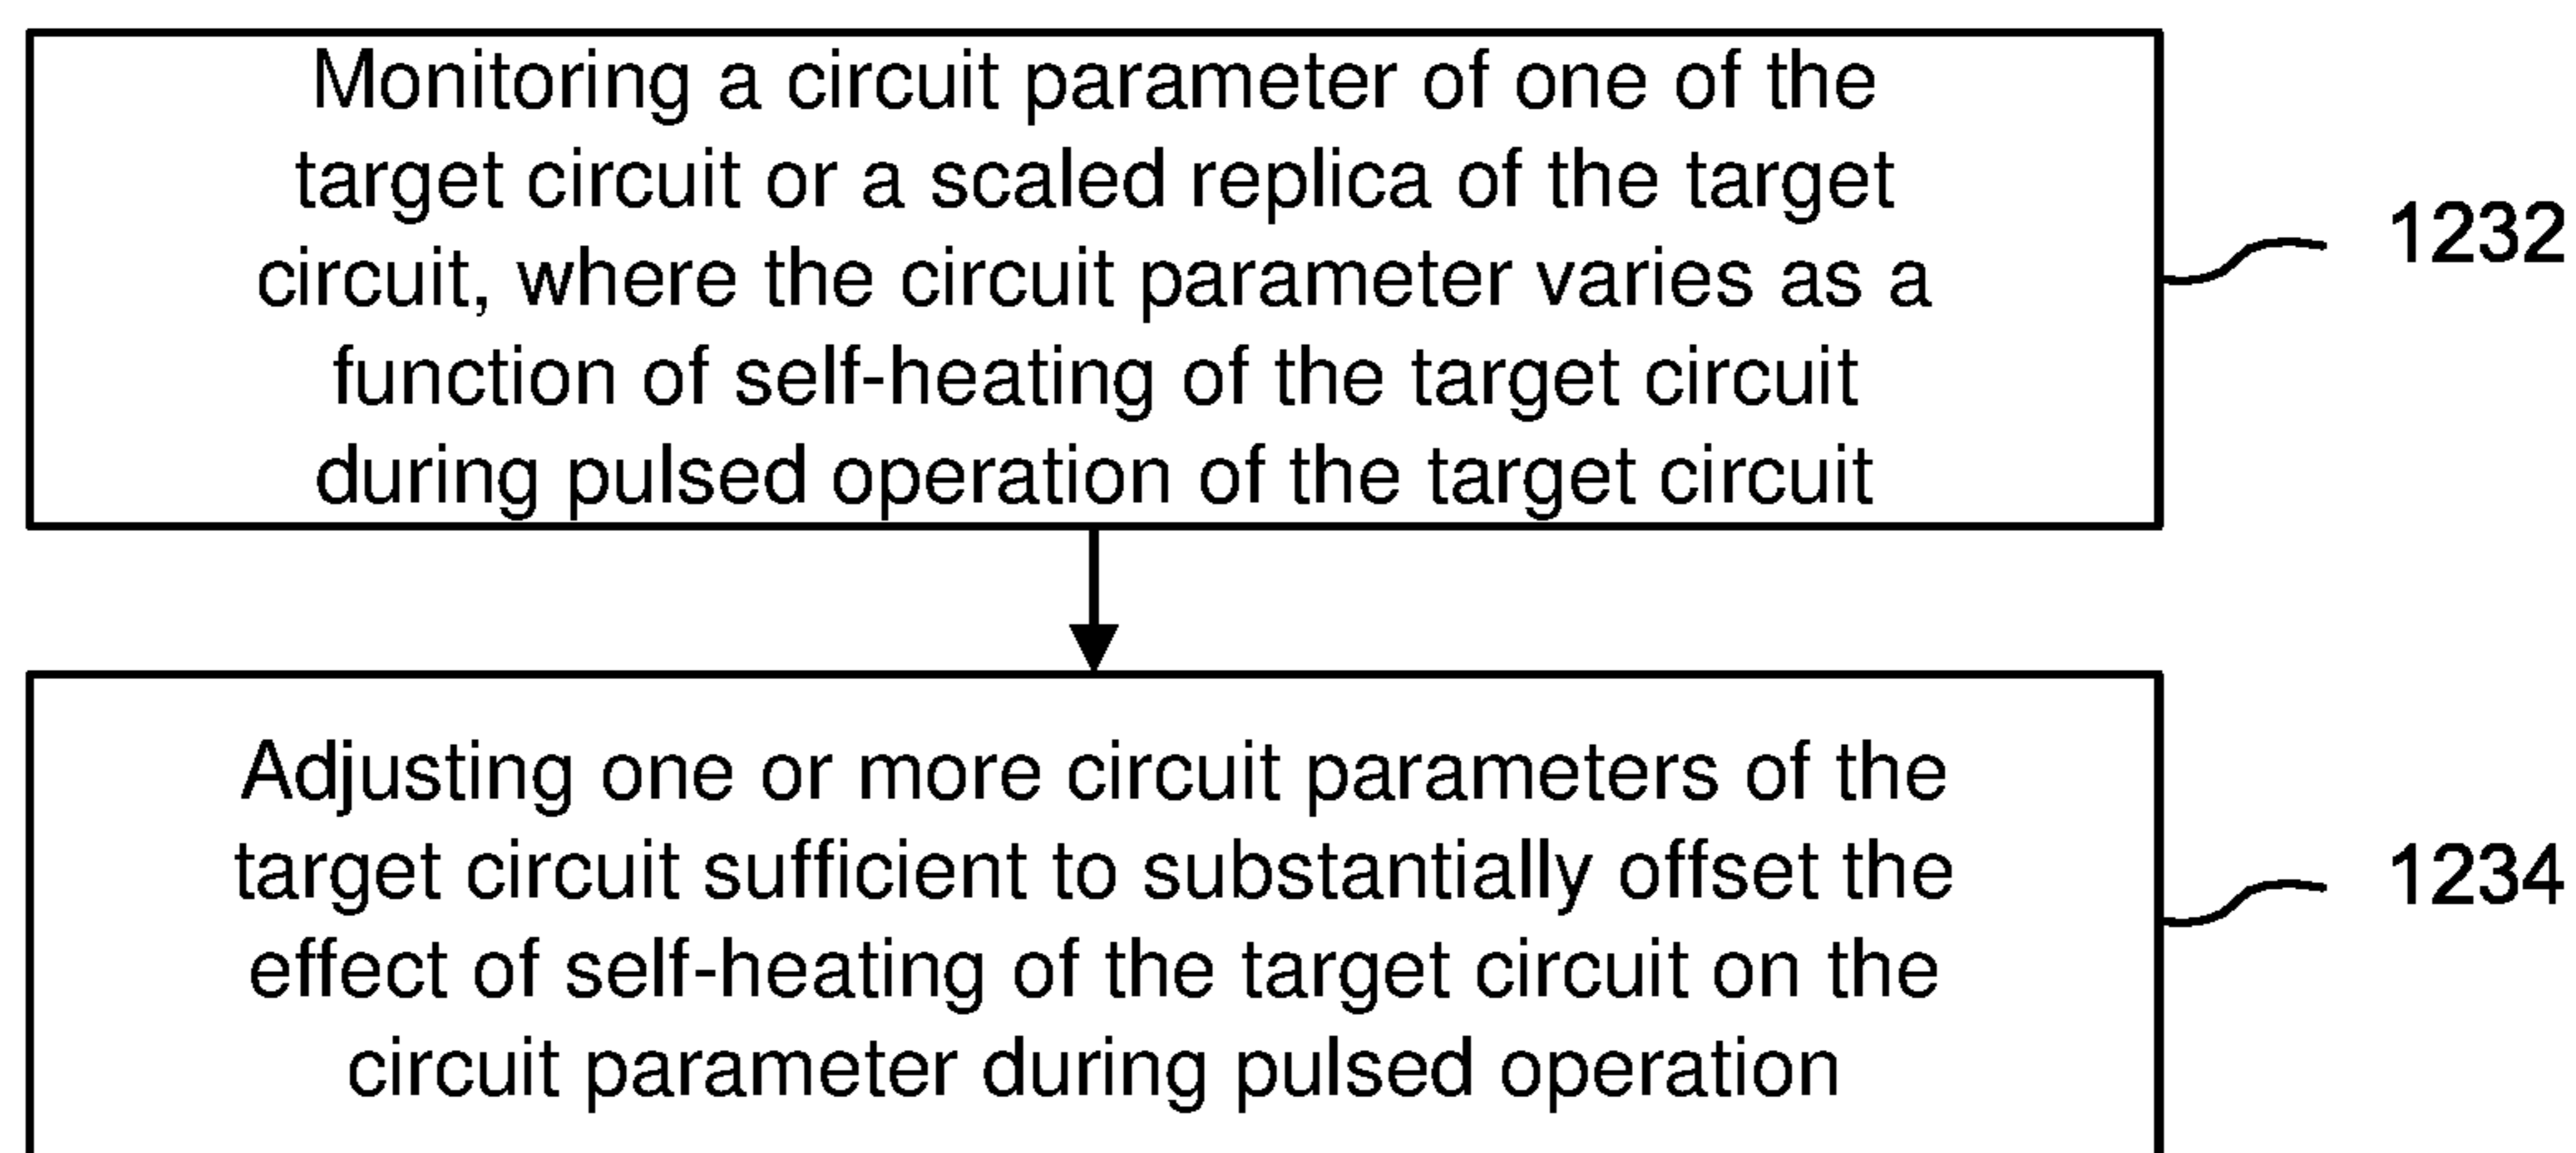 Monitoring a circuit parameter of one of the
target circuit or a scaled replica of the target
circuit, where the circuit parameter varies as a
function of self-heating of the target circuit
during pulsed operation of the target circuit
1232
Adjusting one or more circuit parameters of the
target circuit sufficient to substantially offset the
effect of self-heating of the target circuit on the
circuit parameter during pulsed operation
1234